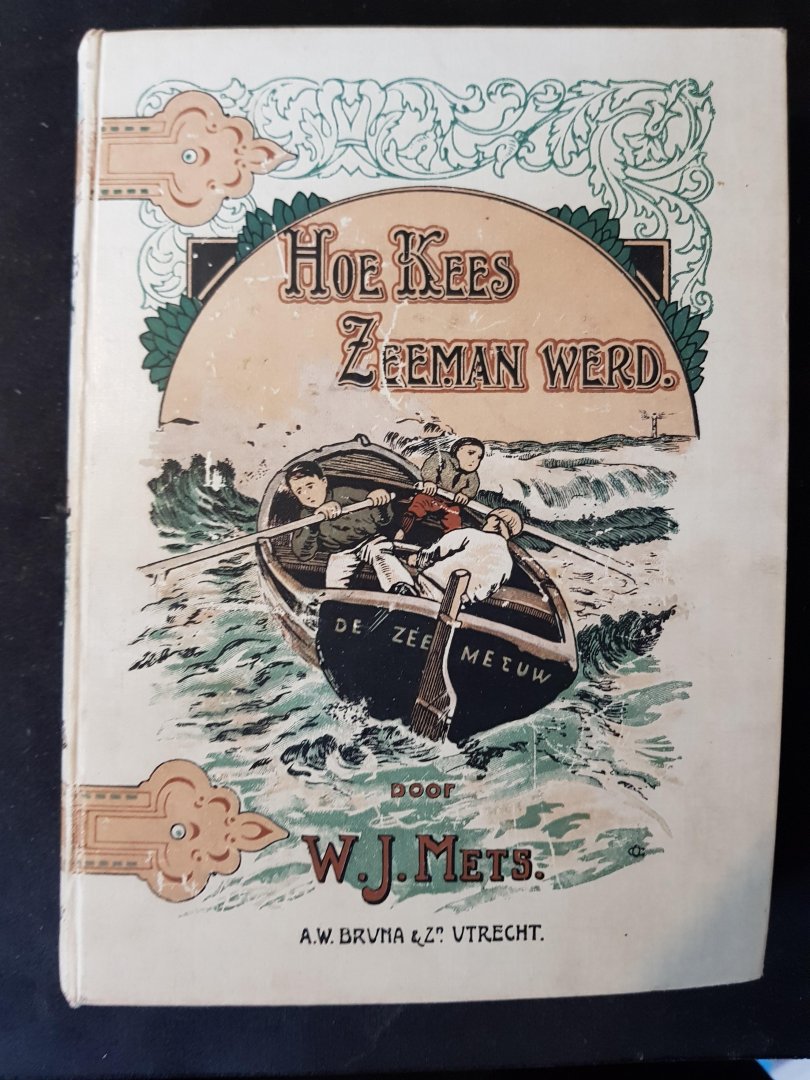 Hoe Kees
Zeeman werd.
DE ZEE MEEUW
DOOR
W. J. Mets.
A.W. BRUNA & Zn. UTRECHT.